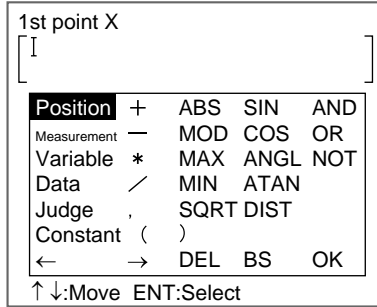 1st point X
Position + ABS SIN AND
Measurement − MOD COS OR
Variable * MAX ANGL NOT
Data / MIN ATAN
Judge , SQRT DIST
Constant ( )
← → DEL BS OK
↑↓:Move ENT:Select